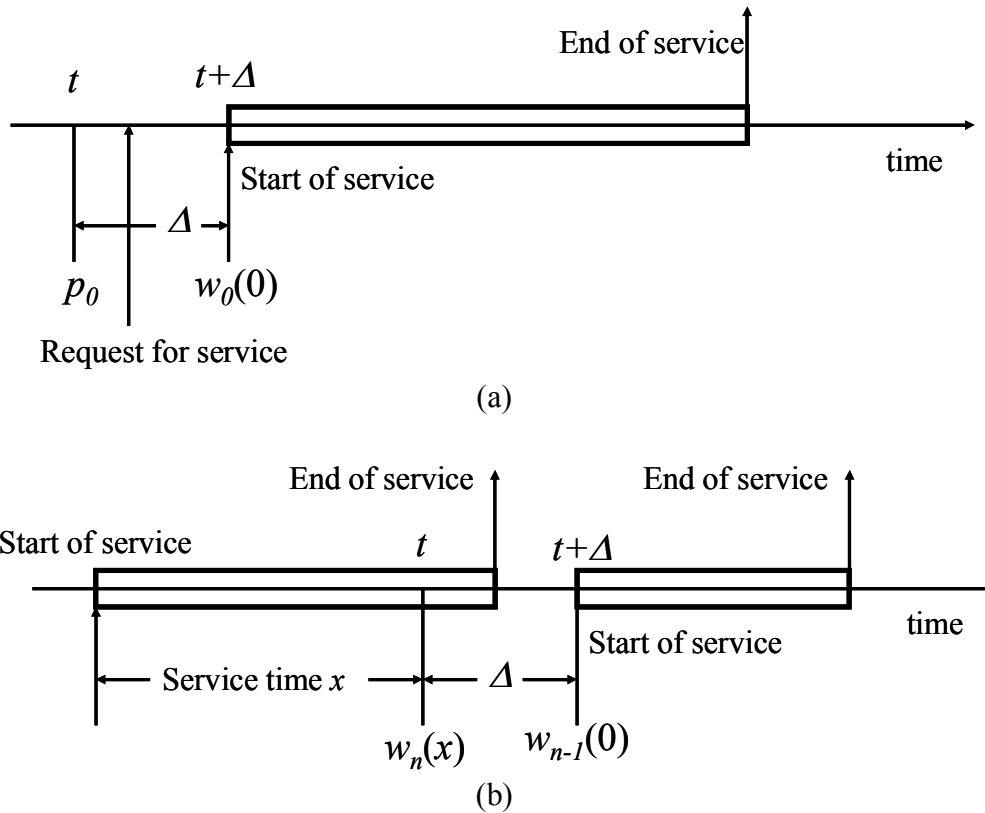 End of service
t
t+Δ
time
Start of service
Δ
p0
w0(0)
Request for service
(a)
End of service
End of service
Start of service
t
t+Δ
time
Start of service
Service time x
Δ
wn(x)
wn-1(0)
(b)